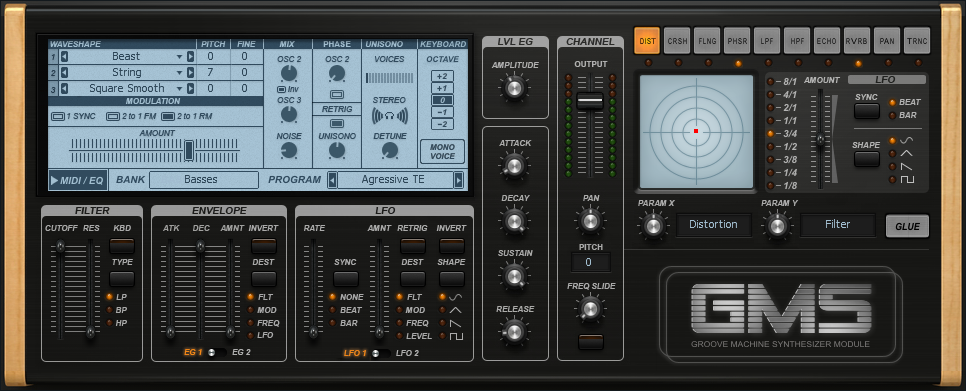 WAVESHAPE PITCH FINE MIX PHASE UNISONO KEYBOARD
1 Beast 0 0
2 String 7 0
3 Square Smooth 0 0
MODULATION
1 SYNC 2 to 1 FM 2 to 1 RM
AMOUNT
OSC 2
Inv
OSC 3
NOISE
OSC 2
RETRIG
UNISONO
VOICES
STEREO
DETUNE
OCTAVE
+2
+1
0
−1
−2
MONO
VOICE
MIDI / EQ BANK Basses PROGRAM Agressive TE
FILTER
CUTOFF RES KBD
TYPE
LP
BP
HP
ENVELOPE
ATK DEC AMNT INVERT
DEST
FLT
MOD
FREQ
LFO
EG 1 EG 2
LFO
RATE AMNT RETRIG INVERT
SYNC DEST SHAPE
NONE FLT
BEAT MOD
BAR FREQ
LEVEL
LFO 1 LFO 2
LVL EG
AMPLITUDE
ATTACK
DECAY
SUSTAIN
RELEASE
CHANNEL
OUTPUT
PAN
PITCH
0
FREQ SLIDE
DIST CRSH FLNG PHSR LPF HPF ECHO RVRB PAN TRNC
8/1
4/1
2/1
1/1
3/4
1/2
3/8
1/4
1/8
AMOUNT
LFO
SYNC
BEAT
BAR
SHAPE
PARAM X Distortion PARAM Y Filter GLUE
GMS
GROOVE MACHINE SYNTHESIZER MODULE